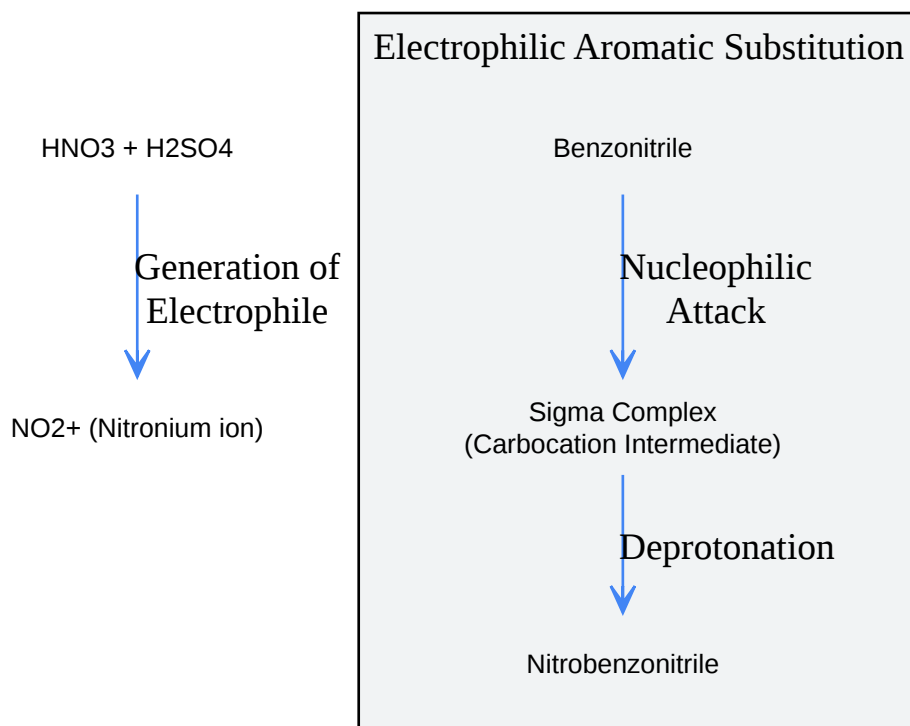 Electrophilic Aromatic Substitution
HNO3 + H2SO4
Benzonitrile
Generation of
Electrophile
Nucleophilic
Attack
NO2+ (Nitronium ion)
Sigma Complex
(Carbocation Intermediate)
Deprotonation
Nitrobenzonitrile